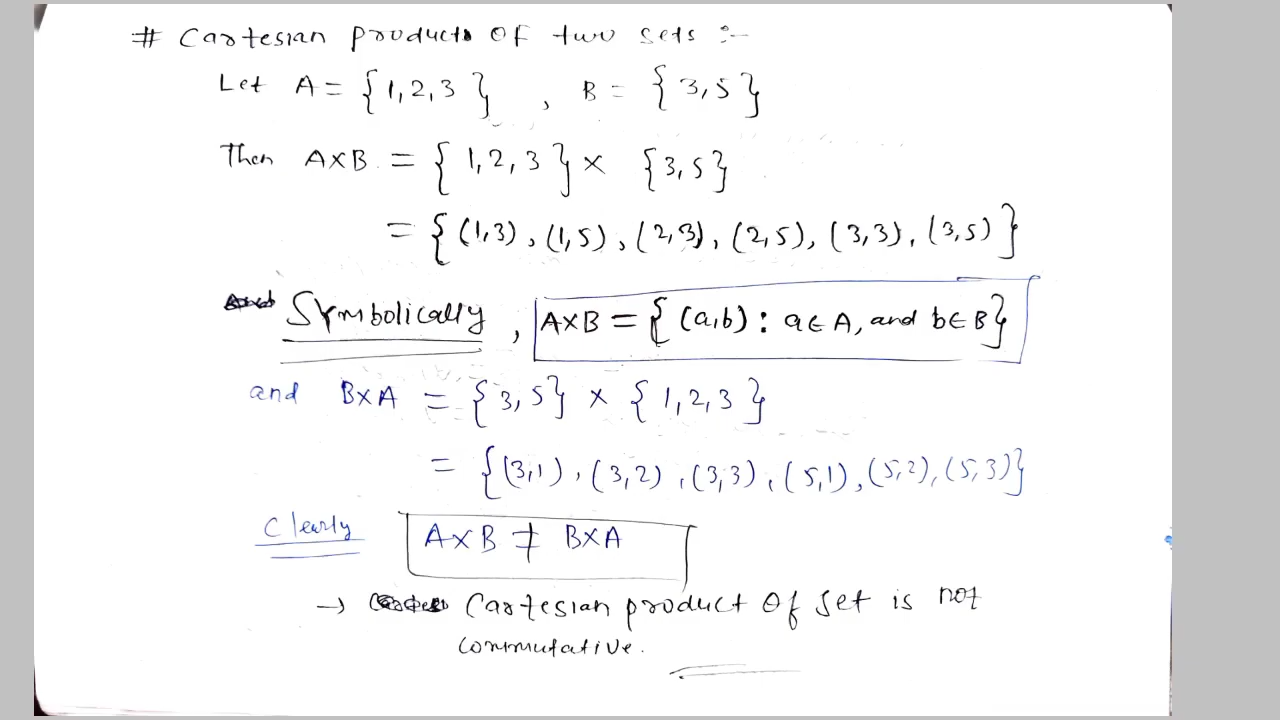 # Cartesian products of two sets :-
Let A = {1,2,3} , B = {3,5}
Then A×B = {1,2,3} × {3,5}
= {(1,3), (1,5), (2,3), (2,5), (3,3), (3,5)}
Symbolically, A×B = {(a,b) : a∈A, and b∈B}
and B×A = {3,5} × {1,2,3}
= {(3,1), (3,2), (3,3), (5,1), (5,2), (5,3)}
Clearly A×B ≠ B×A
→ Cartesian product of set is not
commutative.